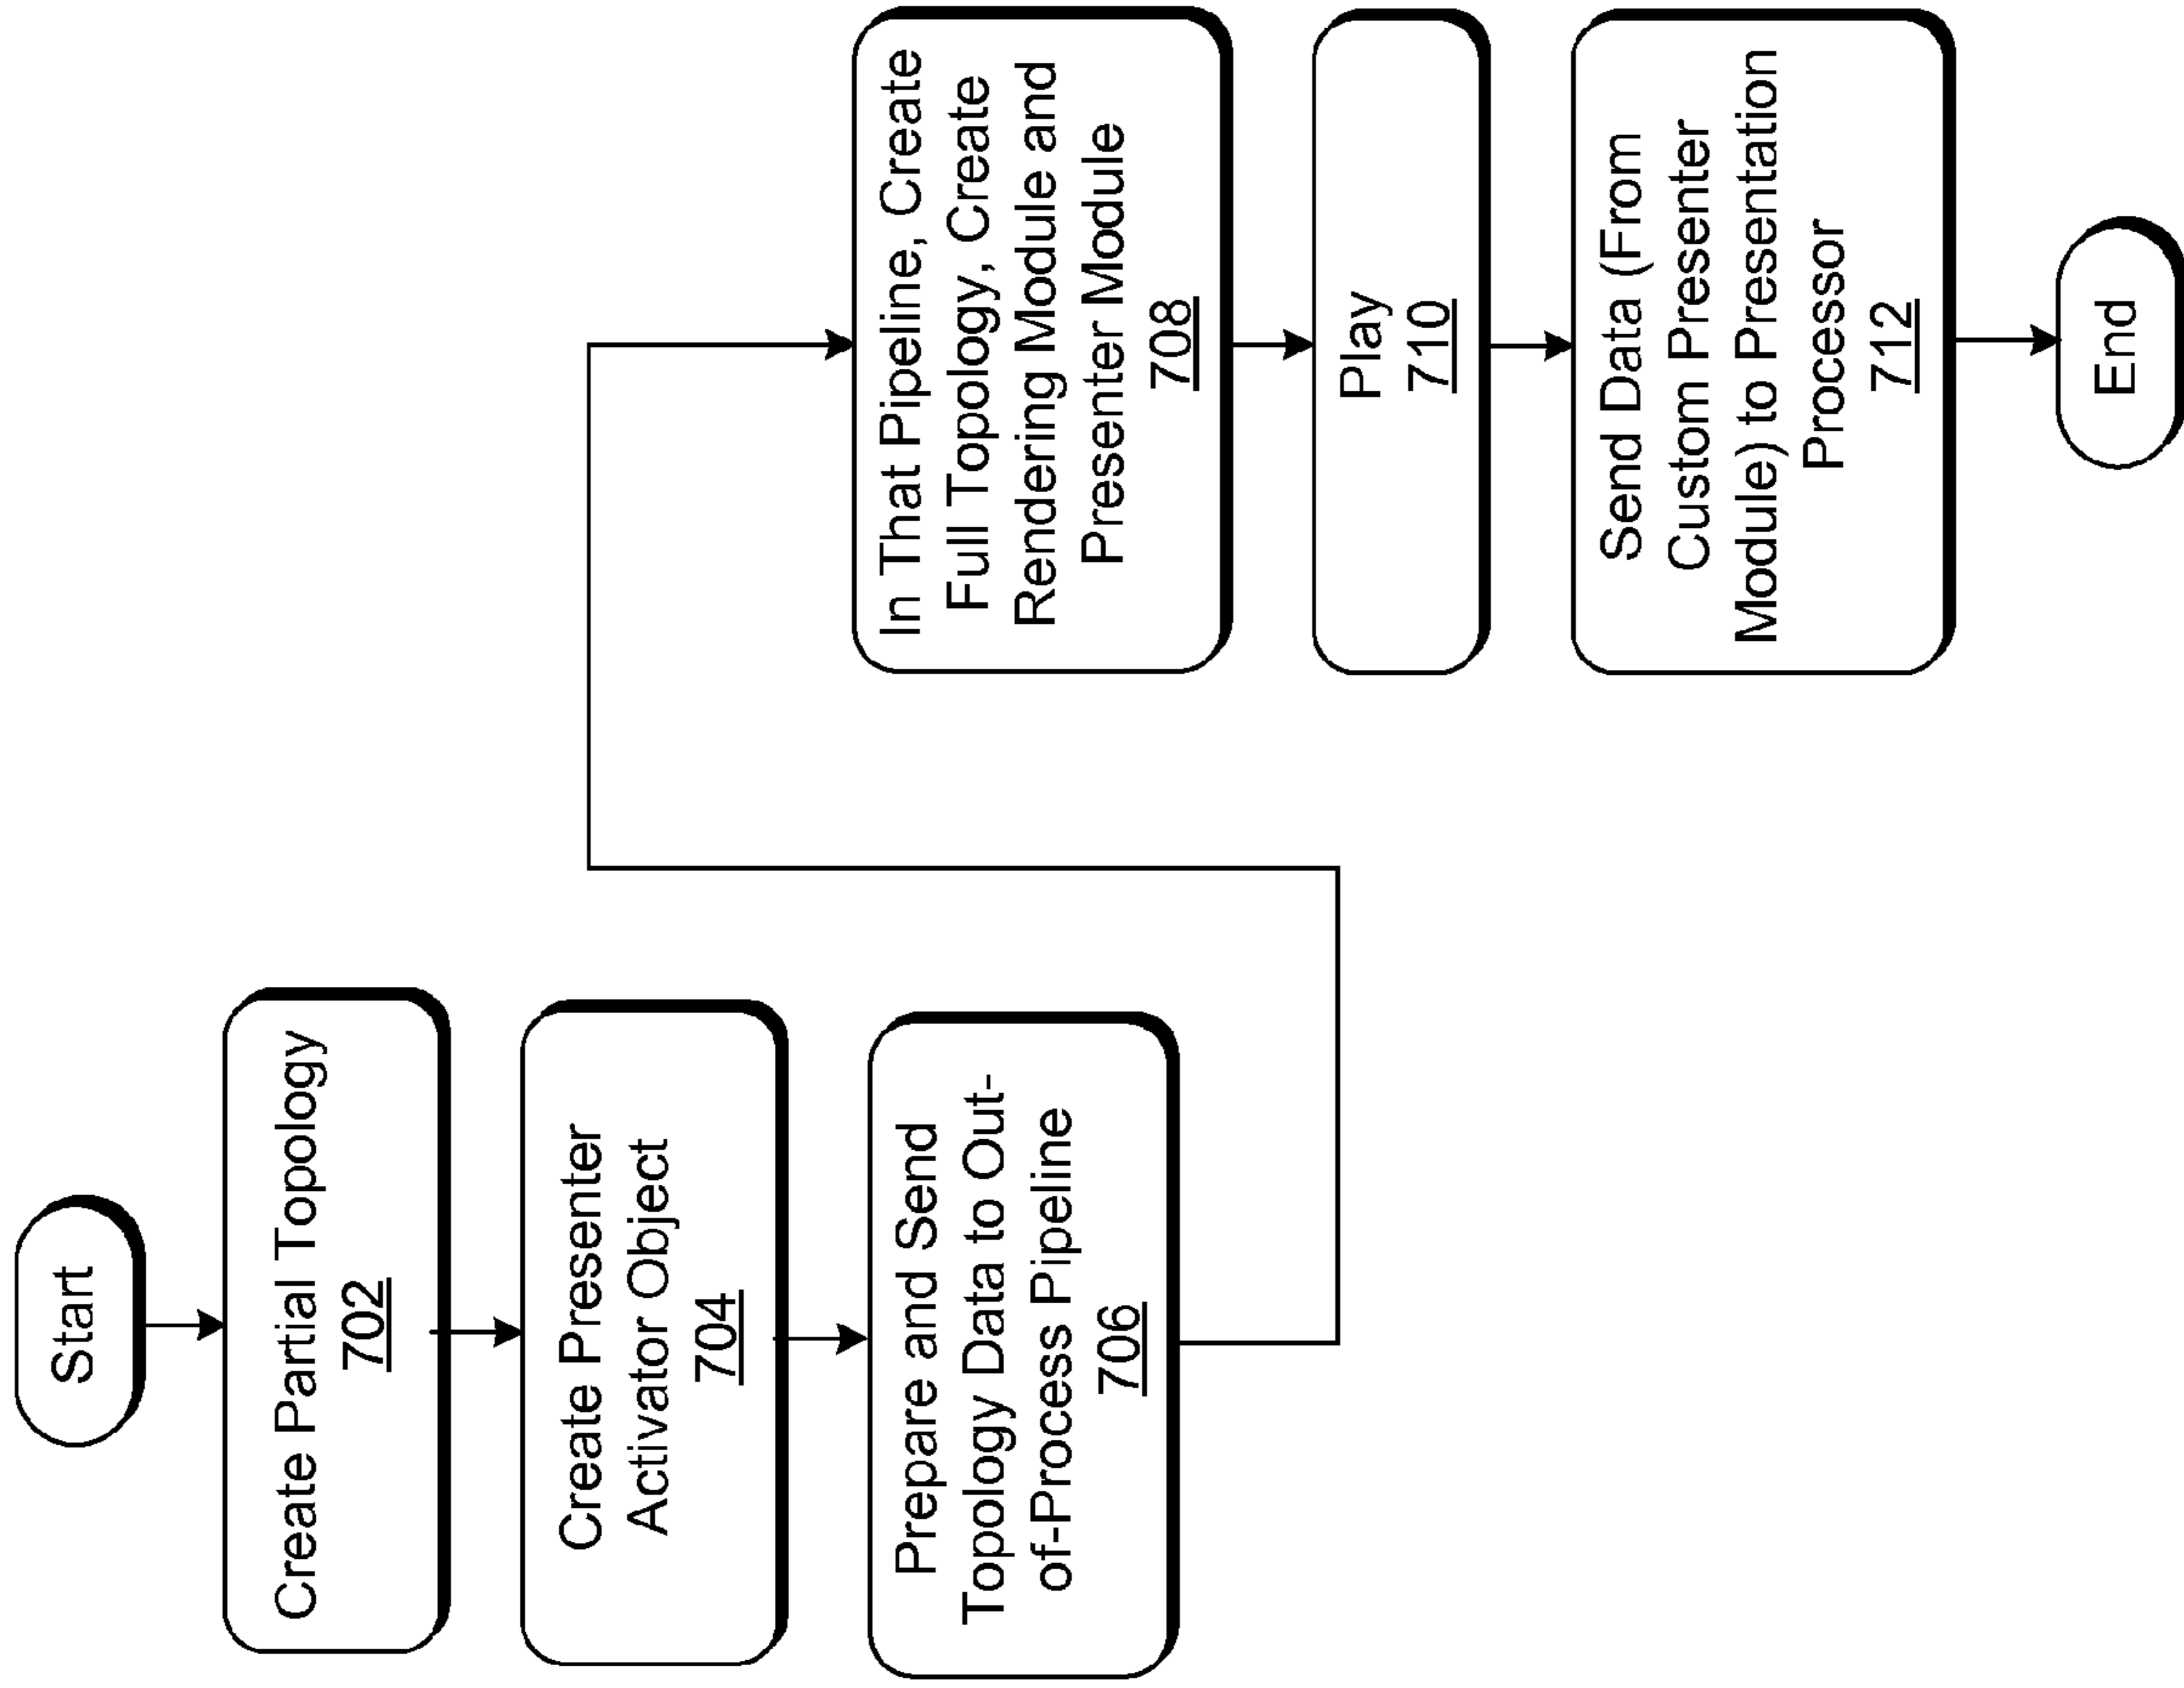 Start
Create Partial Topology
702
Create Presenter
Activator Object
704
Prepare and Send
Topology Data to Out-
of-Process Pipeline
706
In That Pipeline, Create
Full Topology, Create
Rendering Module and
Presenter Module
708
Play
710
Send Data (From
Custom Presenter
Module) to Presentation
Processor
712
End